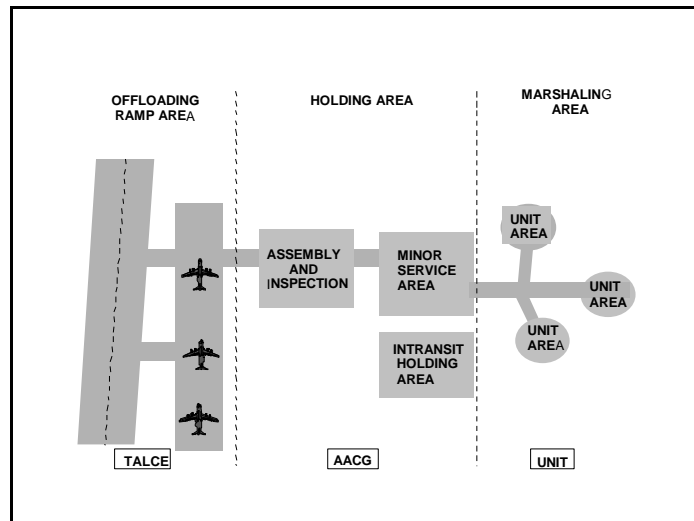 OFFLOADING
RAMP AREA
HOLDING AREA
MARSHALING
AREA
ASSEMBLY
AND
INSPECTION
MINOR
SERVICE
AREA
INTRANSIT
HOLDING
AREA
UNIT
AREA
UNIT
AREA
UNIT
AREA
TALCE
AACG
UNIT